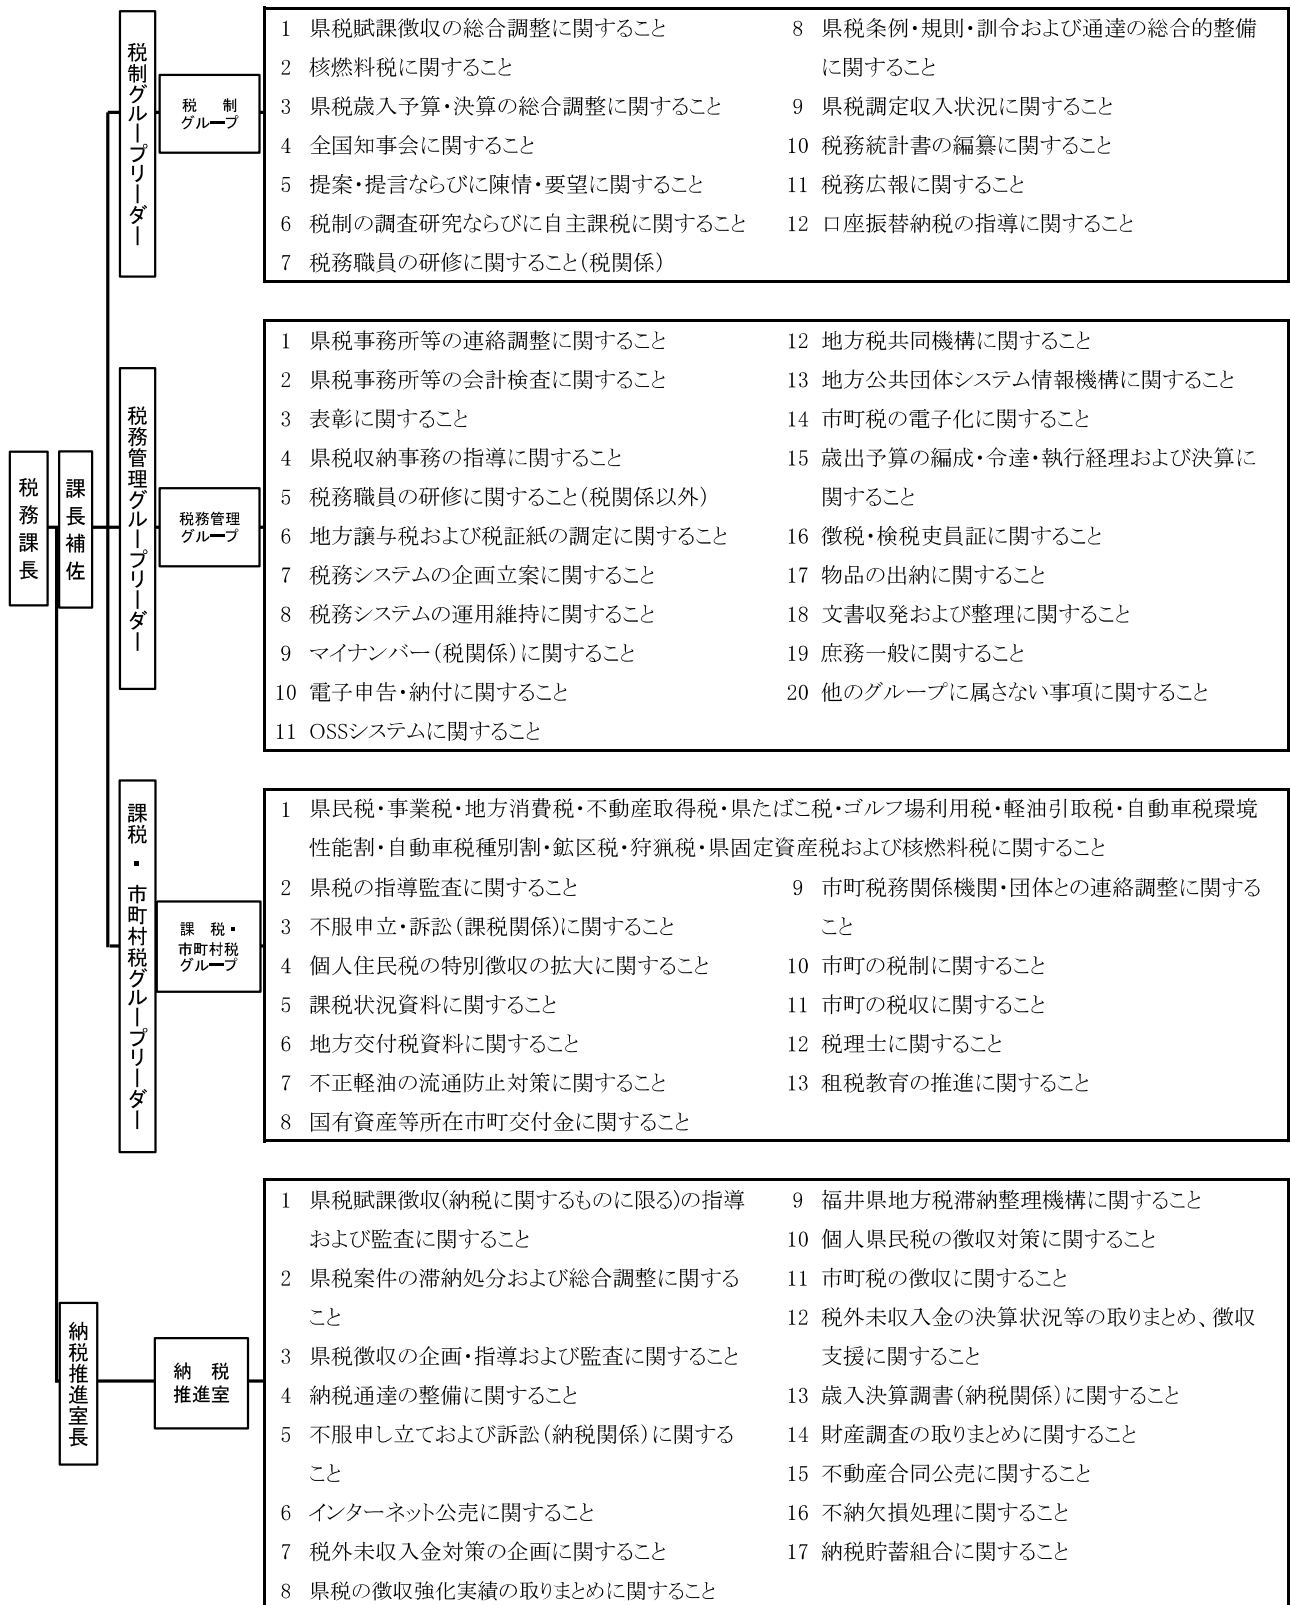 税務課長
課長補佐
税制グループリーダー
税　制
グループ
1 県税賦課徴収の総合調整に関すること
2 核燃料税に関すること
3 県税歳入予算・決算の総合調整に関すること
4 全国知事会に関すること
5 提案・提言ならびに陳情・要望に関すること
6 税制の調査研究ならびに自主課税に関すること
7 税務職員の研修に関すること(税関係)
8 県税条例・規則・訓令および通達の総合的整備
に関すること
9 県税調定収入状況に関すること
10 税務統計書の編纂に関すること
11 税務広報に関すること
12 口座振替納税の指導に関すること
税務管理グループリーダー
税務管理
グループ
1 県税事務所等の連絡調整に関すること
2 県税事務所等の会計検査に関すること
3 表彰に関すること
4 県税収納事務の指導に関すること
5 税務職員の研修に関すること(税関係以外)
6 地方譲与税および税証紙の調定に関すること
7 税務システムの企画立案に関すること
8 税務システムの運用維持に関すること
9 マイナンバー(税関係)に関すること
10 電子申告・納付に関すること
11 OSSシステムに関すること
12 地方税共同機構に関すること
13 地方公共団体システム情報機構に関すること
14 市町税の電子化に関すること
15 歳出予算の編成・令達・執行経理および決算に
関すること
16 徴税・検税吏員証に関すること
17 物品の出納に関すること
18 文書収発および整理に関すること
19 庶務一般に関すること
20 他のグループに属さない事項に関すること
課税・市町村税グループリーダー
課　税・
市町村税
グループ
1 県民税・事業税・地方消費税・不動産取得税・県たばこ税・ゴルフ場利用税・軽油引取税・自動車税環境
性能割・自動車税種別割・鉱区税・狩猟税・県固定資産税および核燃料税に関すること
2 県税の指導監査に関すること
3 不服申立・訴訟(課税関係)に関すること
4 個人住民税の特別徴収の拡大に関すること
5 課税状況資料に関すること
6 地方交付税資料に関すること
7 不正軽油の流通防止対策に関すること
8 国有資産等所在市町交付金に関すること
9 市町税務関係機関・団体との連絡調整に関する
こと
10 市町の税制に関すること
11 市町の税収に関すること
12 税理士に関すること
13 租税教育の推進に関すること
納税推進室長
納　税
推進室
1 県税賦課徴収(納税に関するものに限る)の指導
および監査に関すること
2 県税案件の滞納処分および総合調整に関する
こと
3 県税徴収の企画・指導および監査に関すること
4 納税通達の整備に関すること
5 不服申し立ておよび訴訟(納税関係)に関する
こと
6 インターネット公売に関すること
7 税外未収入金対策の企画に関すること
8 県税の徴収強化実績の取りまとめに関すること
9 福井県地方税滞納整理機構に関すること
10 個人県民税の徴収対策に関すること
11 市町税の徴収に関すること
12 税外未収入金の決算状況等の取りまとめ、徴収
支援に関すること
13 歳入決算調書(納税関係)に関すること
14 財産調査の取りまとめに関すること
15 不動産合同公売に関すること
16 不納欠損処理に関すること
17 納税貯蓄組合に関すること